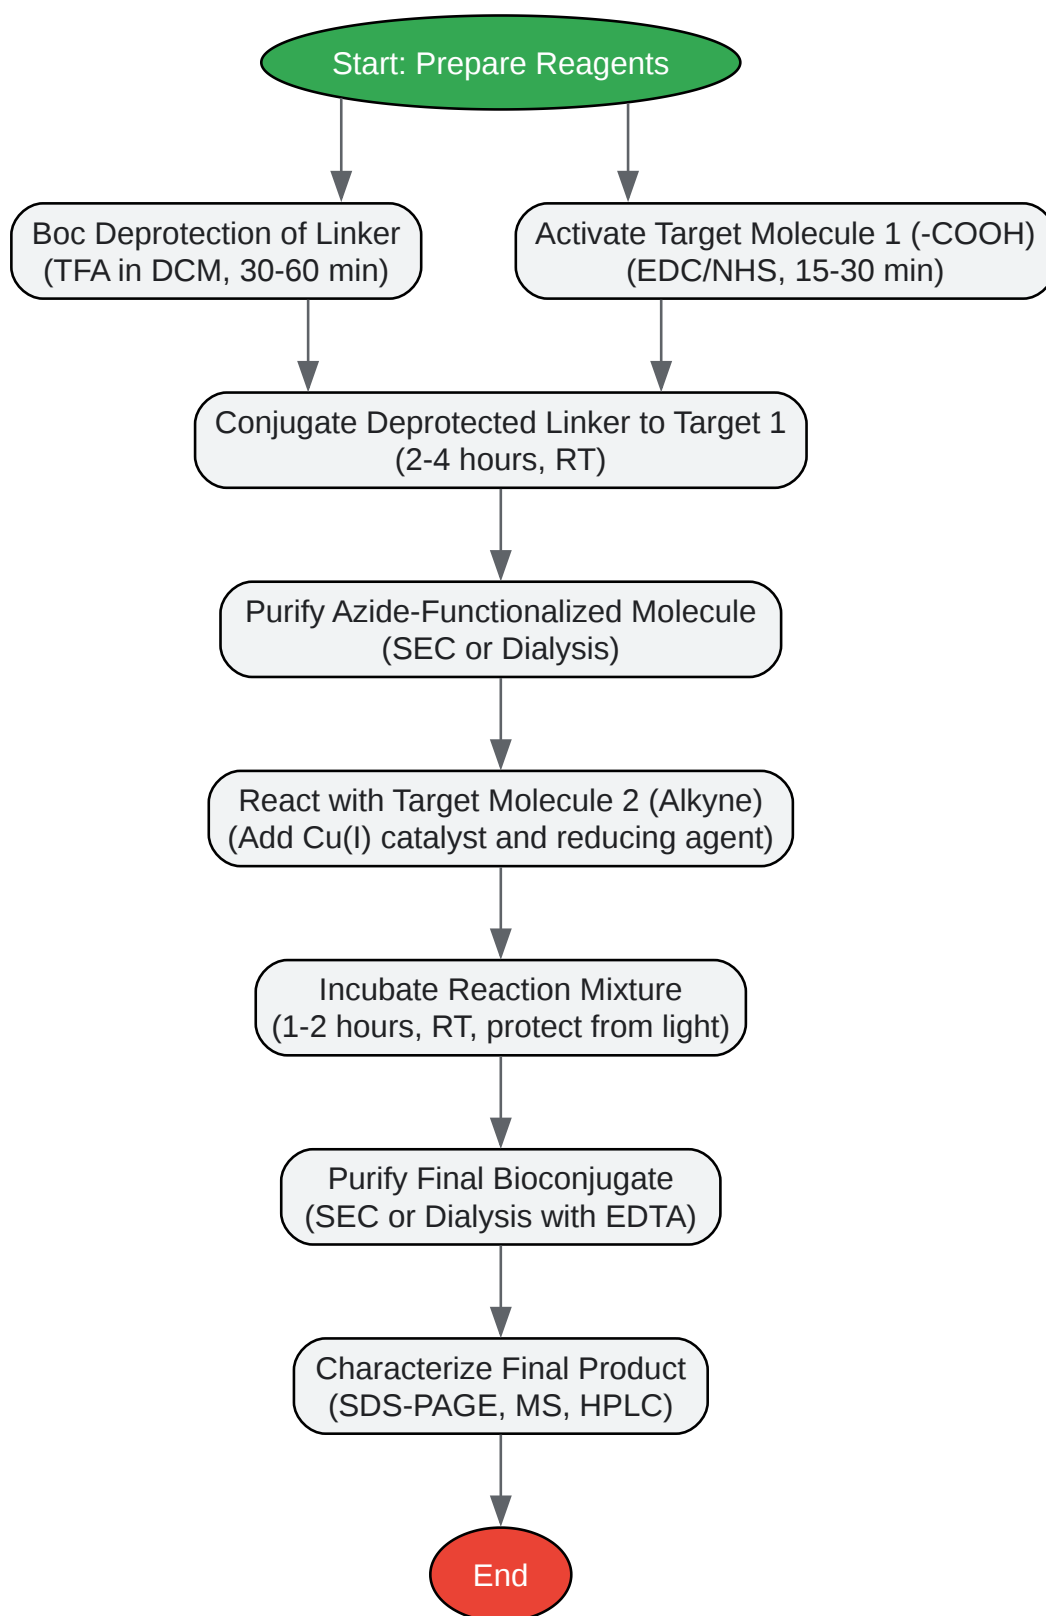 Start: Prepare Reagents
Boc Deprotection of Linker
(TFA in DCM, 30-60 min)
Activate Target Molecule 1 (-COOH)
(EDC/NHS, 15-30 min)
Conjugate Deprotected Linker to Target 1
(2-4 hours, RT)
Purify Azide-Functionalized Molecule
(SEC or Dialysis)
React with Target Molecule 2 (Alkyne)
(Add Cu(I) catalyst and reducing agent)
Incubate Reaction Mixture
(1-2 hours, RT, protect from light)
Purify Final Bioconjugate
(SEC or Dialysis with EDTA)
Characterize Final Product
(SDS-PAGE, MS, HPLC)
End